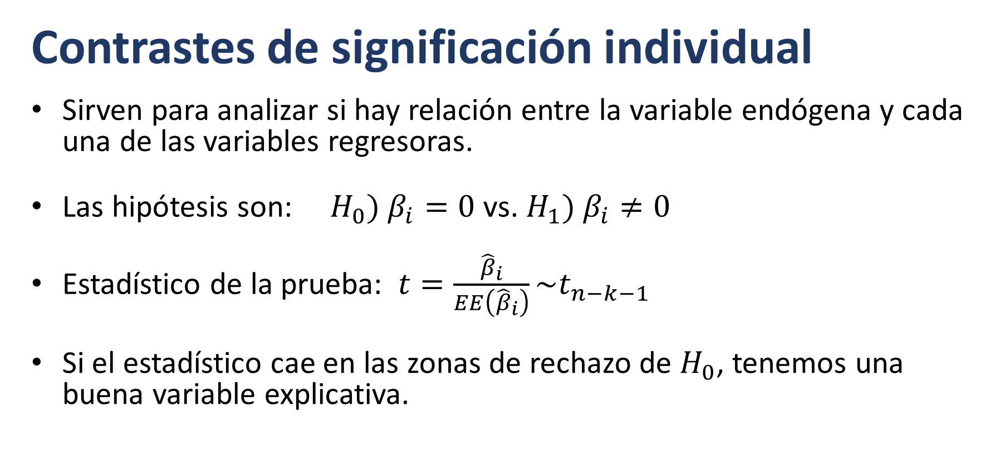 Contrastes de significación individual
• Sirven para analizar si hay relación entre la variable endógena y cada
una de las variables regresoras.
• Las hipótesis son: $H_0) \, \beta_i = 0$ vs. $H_1) \, \beta_i \neq 0$
• Estadístico de la prueba: $t = \frac{\widehat{\beta}_i}{EE(\widehat{\beta}_i)} \sim t_{n-k-1}$
• Si el estadístico cae en las zonas de rechazo de $H_0$, tenemos una
buena variable explicativa.